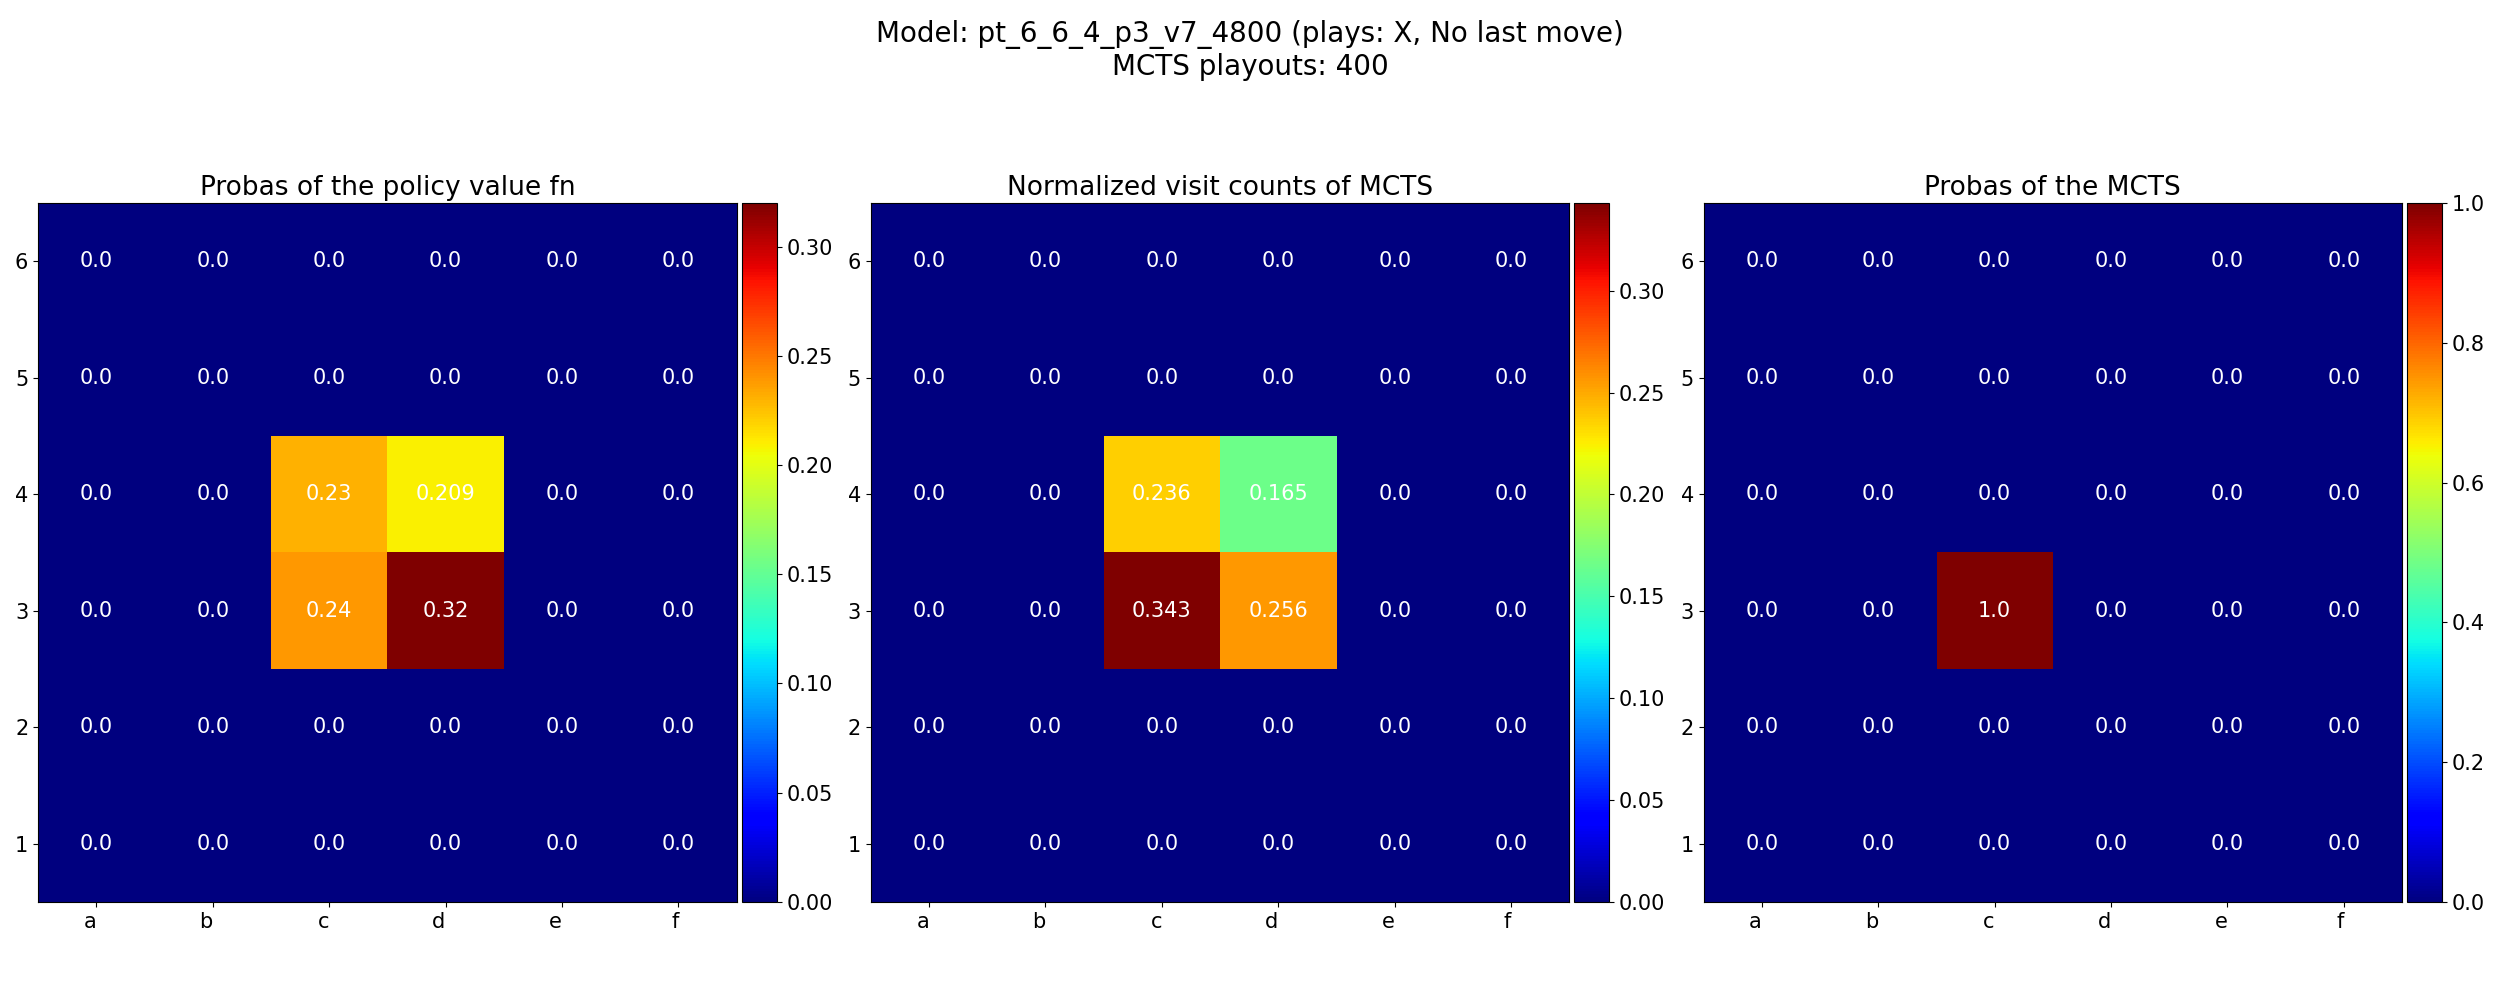 Model: pt_6_6_4_p3_v7_4800 (plays: X, No last move)
MCTS playouts: 400
Probas of the policy value fn
6 0.0 0.0 0.0 0.0 0.0 0.0
5 0.0 0.0 0.0 0.0 0.0 0.0
4 0.0 0.0 0.23 0.209 0.0 0.0
3 0.0 0.0 0.24 0.32 0.0 0.0
2 0.0 0.0 0.0 0.0 0.0 0.0
1 0.0 0.0 0.0 0.0 0.0 0.0
a b c d e f
0.30
0.25
0.20
0.15
0.10
0.05
0.00
Normalized visit counts of MCTS
6 0.0 0.0 0.0 0.0 0.0 0.0
5 0.0 0.0 0.0 0.0 0.0 0.0
4 0.0 0.0 0.236 0.165 0.0 0.0
3 0.0 0.0 0.343 0.256 0.0 0.0
2 0.0 0.0 0.0 0.0 0.0 0.0
1 0.0 0.0 0.0 0.0 0.0 0.0
a b c d e f
0.30
0.25
0.20
0.15
0.10
0.05
0.00
Probas of the MCTS
6 0.0 0.0 0.0 0.0 0.0 0.0
5 0.0 0.0 0.0 0.0 0.0 0.0
4 0.0 0.0 0.0 0.0 0.0 0.0
3 0.0 0.0 1.0 0.0 0.0 0.0
2 0.0 0.0 0.0 0.0 0.0 0.0
1 0.0 0.0 0.0 0.0 0.0 0.0
a b c d e f
1.0
0.8
0.6
0.4
0.2
0.0